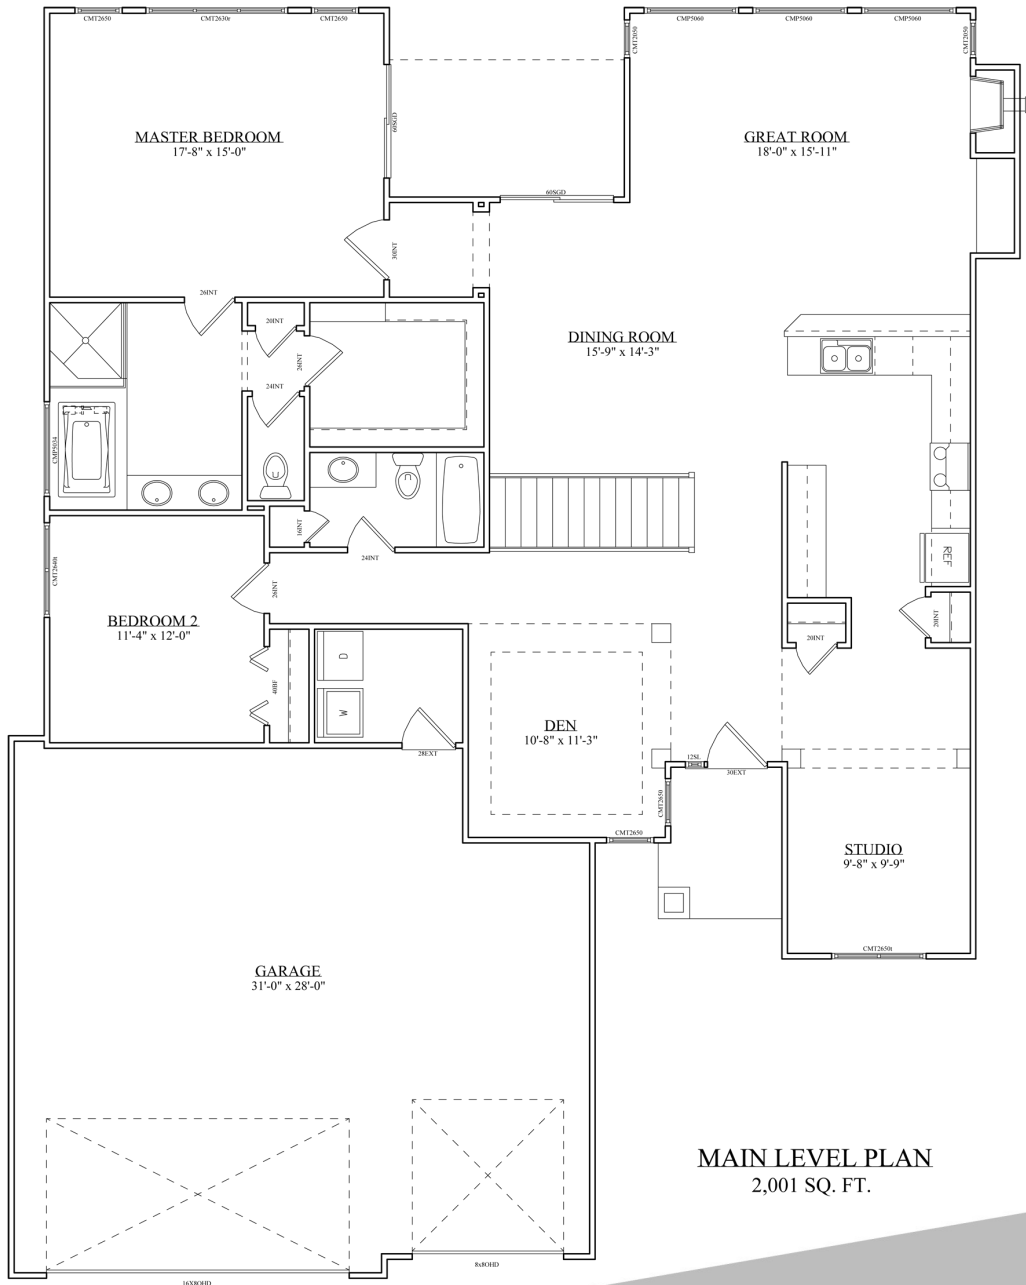 CMT2650
CMT2630r
CMT2650
CMP5060
CMP5060
CMP5060
CMT2050
CMT2050
60SGD
MASTER BEDROOM
17'-8" x 15'-0"
GREAT ROOM
18'-0" x 15'-11"
60SGD
30INT
26INT
20INT
26INT
24INT
DINING ROOM
15'-9" x 14'-3"
CMP5034
16INT
24INT
CMT2640t
26INT
REF
BEDROOM 2
11'-4" x 12'-0"
20INT
20INT
D
W
40BF
28EXT
DEN
10'-8" x 11'-3"
12SL
30EXT
CMT2650
CMT2650
STUDIO
9'-8" x 9'-9"
CMT2650t
GARAGE
31'-0" x 28'-0"
MAIN LEVEL PLAN
2,001 SQ. FT.
8x8OHD
16X8OHD